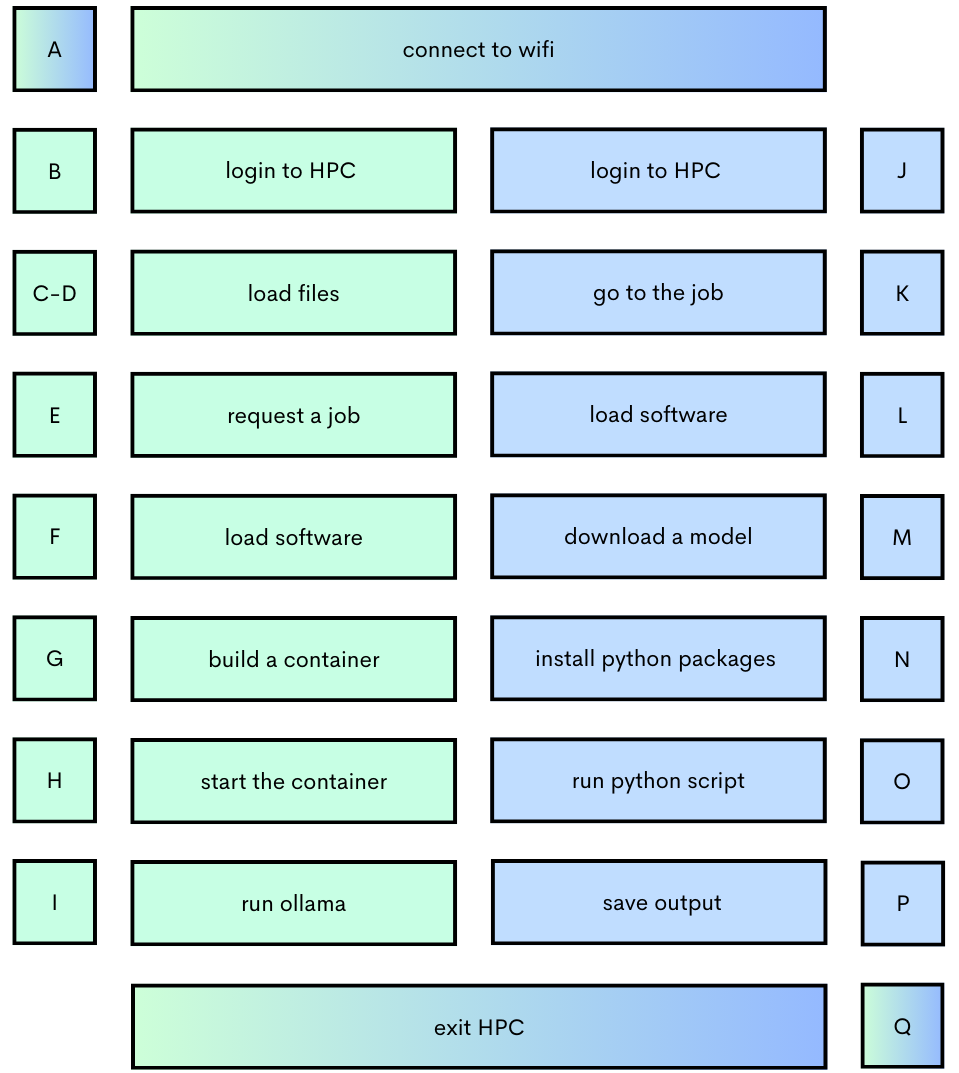 A
connect to wifi
B
login to HPC
login to HPC
J
C-D
load files
go to the job
K
E
request a job
load software
L
F
load software
download a model
M
G
build a container
install python packages
N
H
start the container
run python script
O
I
run ollama
save output
P
exit HPC
Q